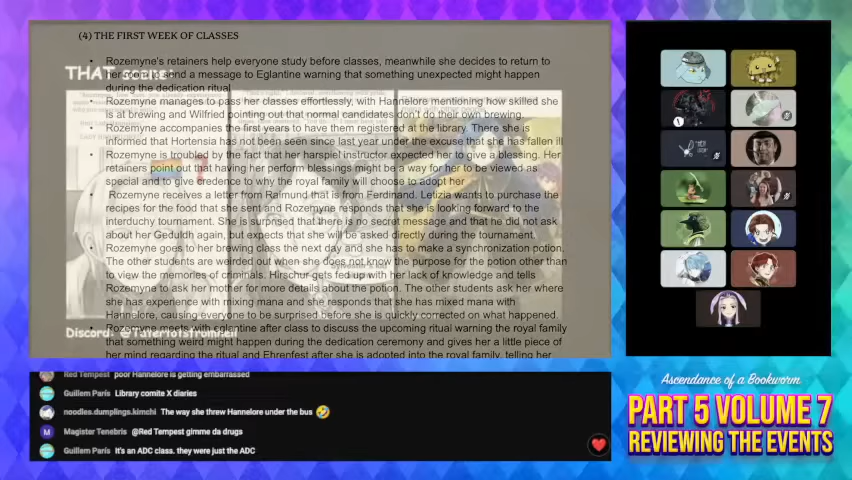 (4) THE FIRST WEEK OF CLASSES
• Rozemyne's retainers help everyone study before classes, meanwhile she decides to return to
her room to send a message to Eglantine warning that something unexpected might happen
during the dedication ritual
THAT scene
• Rozemyne manages to pass her classes effortlessly, with Hannelore mentioning how skilled she
is at brewing and Wilfried pointing out that normal candidates don't do their own brewing.
• Rozemyne accompanies the first years to have them registered at the library. There she is
informed that Hortensia has not been seen since last year under the excuse that she has fallen ill
• Rozemyne is troubled by the fact that her harspiel instructor expected her to give a blessing. Her
retainers point out that having her perform blessings might be a way for her to be viewed as
special and to give credence to why the royal family will choose to adopt her
• Rozemyne receives a letter from Raimund that is from Ferdinand. Letizia wants to purchase the
recipes for the food that she sent and Rozemyne responds that she is looking forward to the
interduchy tournament. She is surprised that there is no secret message and that he did not ask
about her Geduldh again, but expects that she will be asked directly during the tournament.
• Rozemyne goes to her brewing class the next day and she has to make a synchronization potion.
The other students are weirded out when she does not know the purpose for the potion other than
to view the memories of criminals. Hirschur gets fed up with her lack of knowledge and tells
Rozemyne to ask her mother for more details about the potion. The other students ask her where
she has experience with mixing mana and she responds that she has mixed mana with
Hannelore, causing everyone to be surprised before she is quickly corrected on what happened.
• Rozemyne meets with eglantine after class to discuss the upcoming ritual warning the royal family
that something weird might happen during the dedication ceremony and gives her a little piece of
her mind regarding the ritual and Ehrenfest after she is adopted into the royal family, telling her
Discord: @Tatertotsfromhell
Red Tempest poor Hannelore is getting embarrassed
Guillem París Library comite X diaries
noodles.dumplings.kimchi The way she threw Hannelore under the bus 🤣
Magister Tenebris @Red Tempest gimme da drugs
Guillem París It's an ADC class. they were just the ADC
Ascendance of a Bookworm
PART 5 VOLUME 7
REVIEWING THE EVENTS